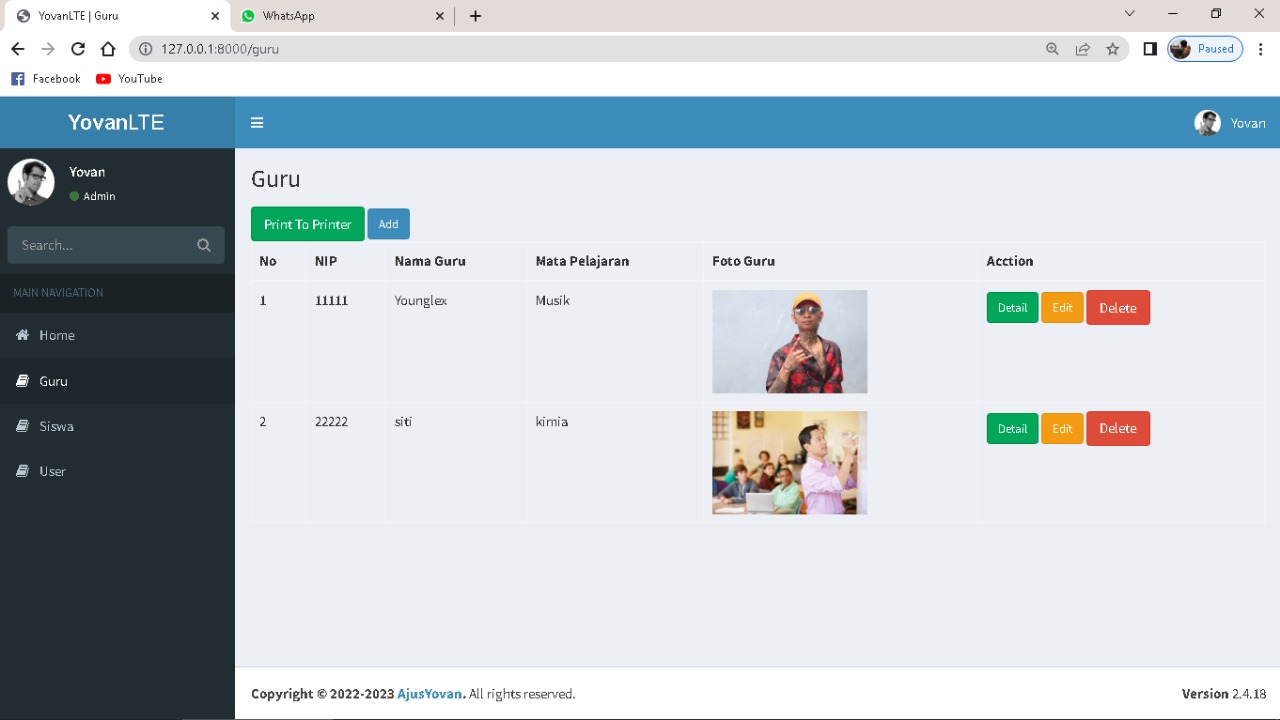 YovanLTE | Guru
WhatsApp
127.0.0.1:8000/guru
Paused
Facebook
YouTube
YovanLTE
Yovan
Yovan
Admin
Search...
MAIN NAVIGATION
Home
Guru
Siswa
User
Guru
Print To Printer Add
No NIP Nama Guru Mata Pelajaran Foto Guru Acction
1 11111 Younglex Musik Detail Edit Delete
2 22222 siti kimia Detail Edit Delete
Copyright © 2022-2023 AjusYovan. All rights reserved.
Version 2.4.18